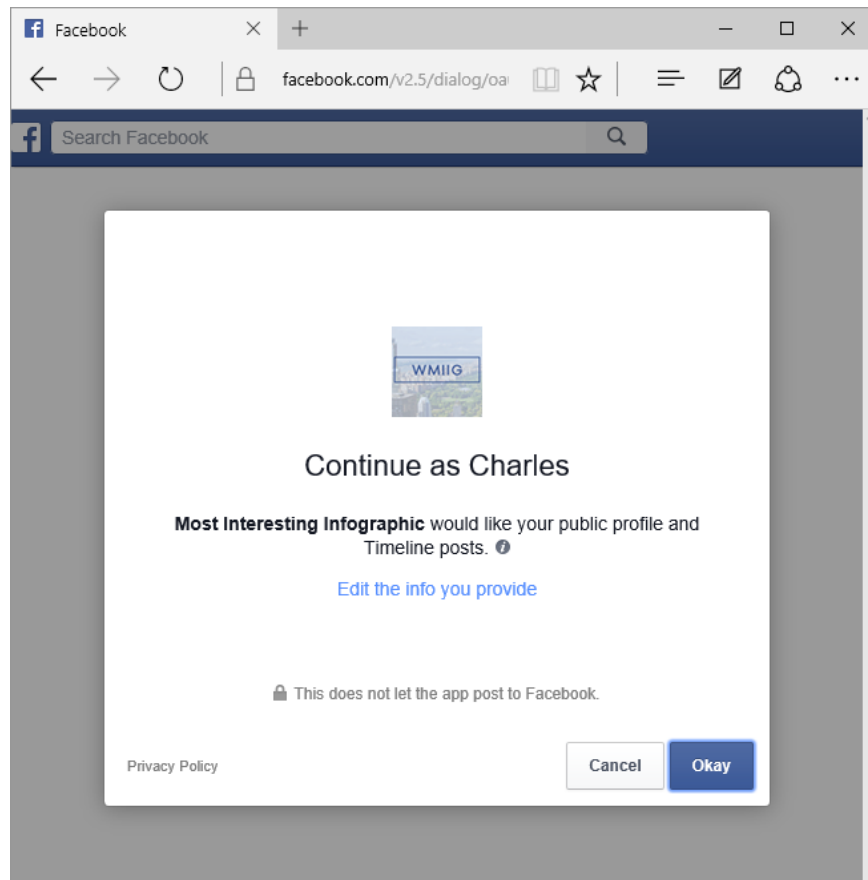 Facebook
facebook.com/v2.5/dialog/oa
Search Facebook
WMIIG
Continue as Charles
Most Interesting Infographic would like your public profile and
Timeline posts.
Edit the info you provide
This does not let the app post to Facebook.
Privacy Policy
Cancel
Okay